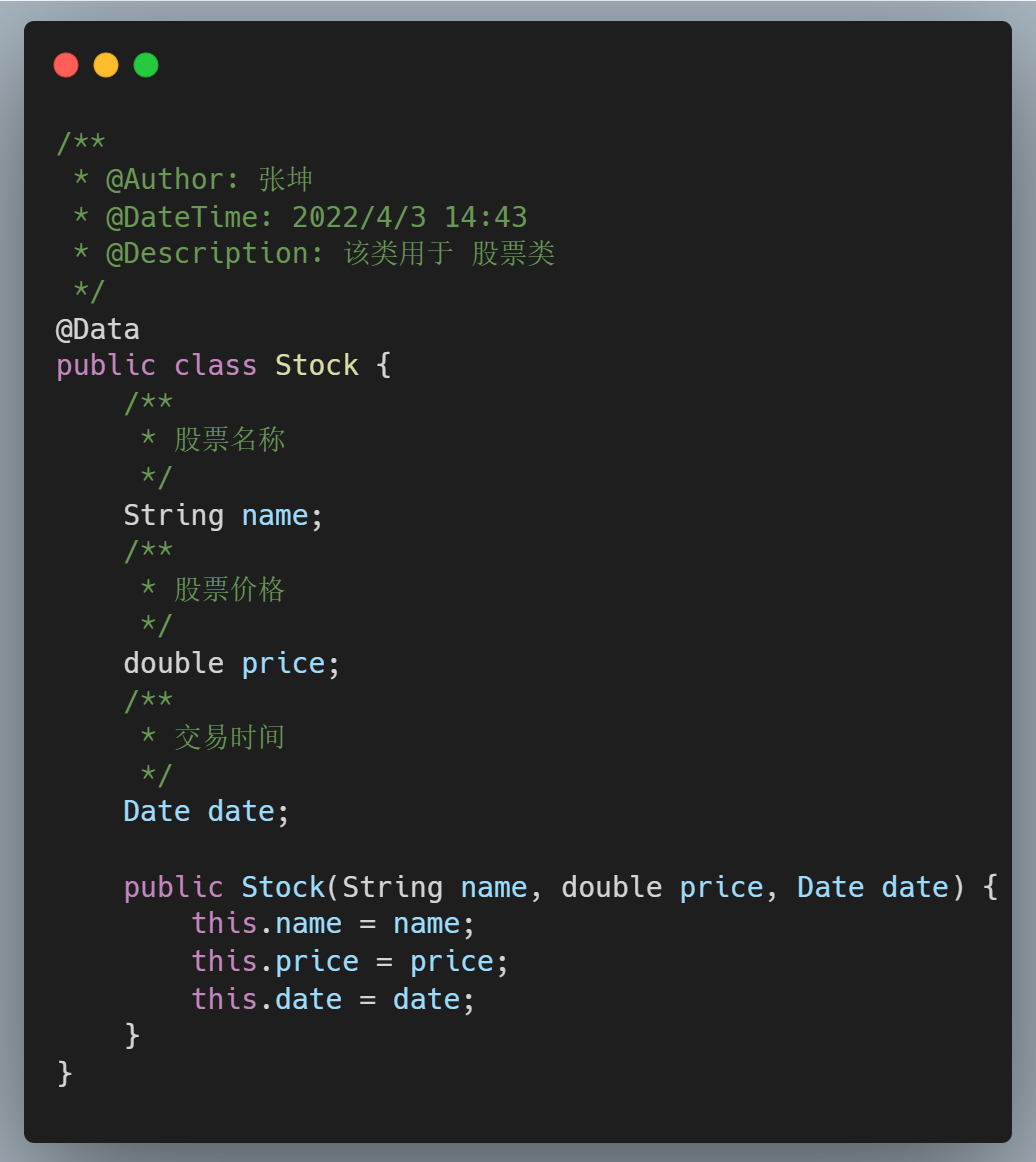 /**
 * @Author: 张坤
 * @DateTime: 2022/4/3 14:43
 * @Description: 该类用于 股票类
 */
@Data
public class Stock {
    /**
     * 股票名称
     */
    String name;
    /**
     * 股票价格
     */
    double price;
    /**
     * 交易时间
     */
    Date date;

    public Stock(String name, double price, Date date) {
        this.name = name;
        this.price = price;
        this.date = date;
    }
}